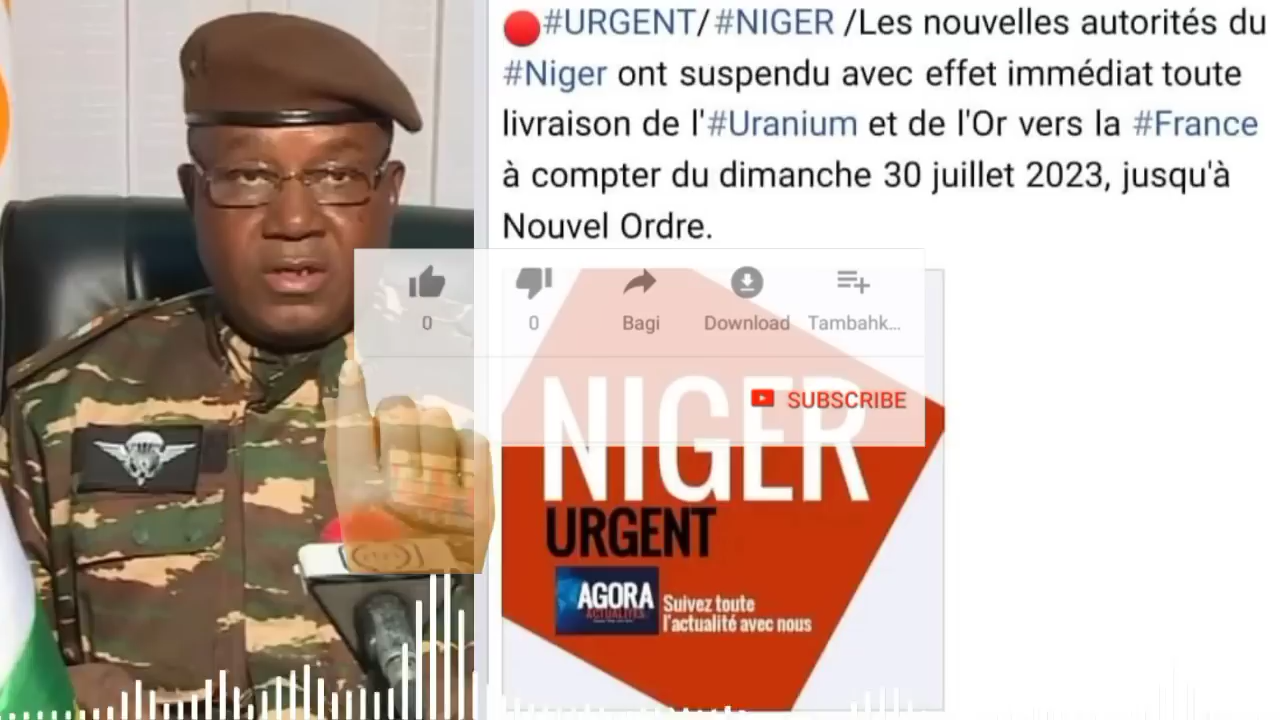 #URGENT/#NIGER /Les nouvelles autorités du
#Niger ont suspendu avec effet immédiat toute
livraison de l'#Uranium et de l'Or vers la #France
à compter du dimanche 30 juillet 2023, jusqu'à
Nouvel Ordre.
0
0
Bagi
Download
Tambahk...
SUBSCRIBE
NIGER
URGENT
AGORA
ACTUALITÉS
Suivez toute
l'actualité avec nous